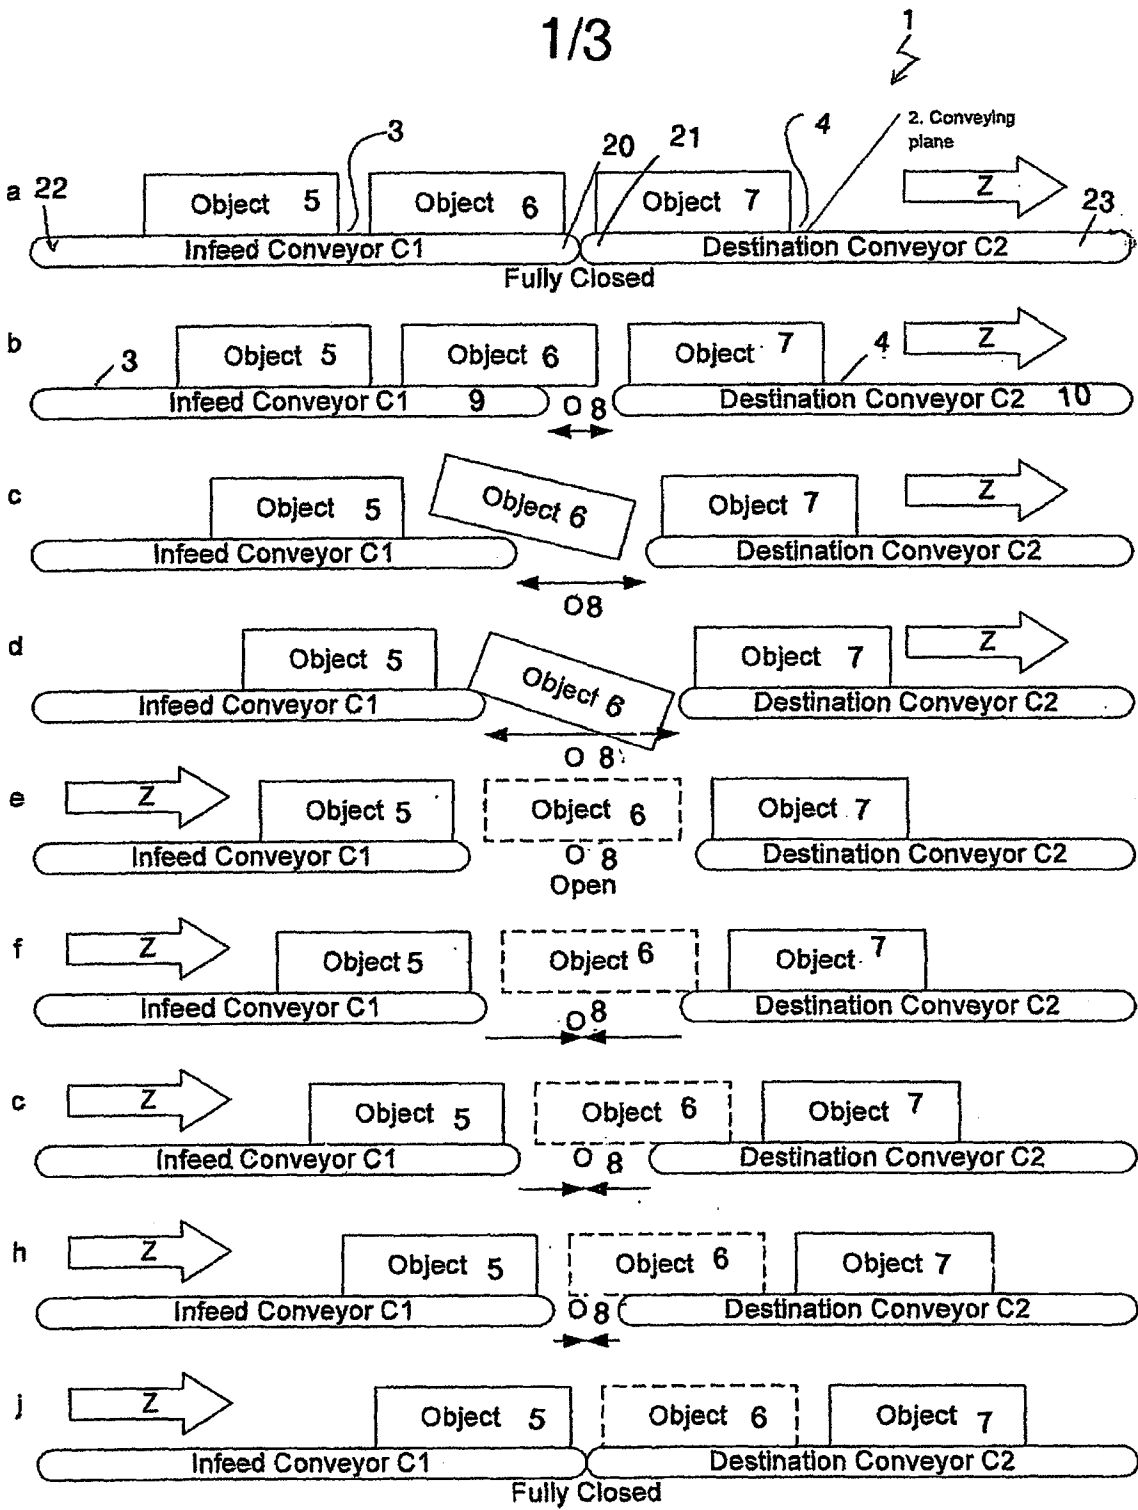 1/3
1
3
20
21
4
2. Conveying
plane
a
22
Object 5
Object 6
Object 7
Z
23
Infeed Conveyor C1
Destination Conveyor C2
Fully Closed
b
3
Object 5
Object 6
Object 7
4
Z
Infeed Conveyor C1 9
O 8
Destination Conveyor C2 10
c
Object 5
Object 6
Object 7
Z
Infeed Conveyor C1
Destination Conveyor C2
O8
d
Object 5
Object 6
Object 7
Z
Infeed Conveyor C1
Destination Conveyor C2
O 8
e
Z
Object 5
Object 6
Object 7
Infeed Conveyor C1
O 8
Destination Conveyor C2
Open
f
Z
Object 5
Object 6
Object 7
Infeed Conveyor C1
Destination Conveyor C2
O 8
c
Z
Object 5
Object 6
Object 7
Infeed Conveyor C1
O 8
Destination Conveyor C2
h
Z
Object 5
Object 6
Object 7
Infeed Conveyor C1
O 8
Destination Conveyor C2
j
Z
Object 5
Object 6
Object 7
Infeed Conveyor C1
Destination Conveyor C2
Fully Closed